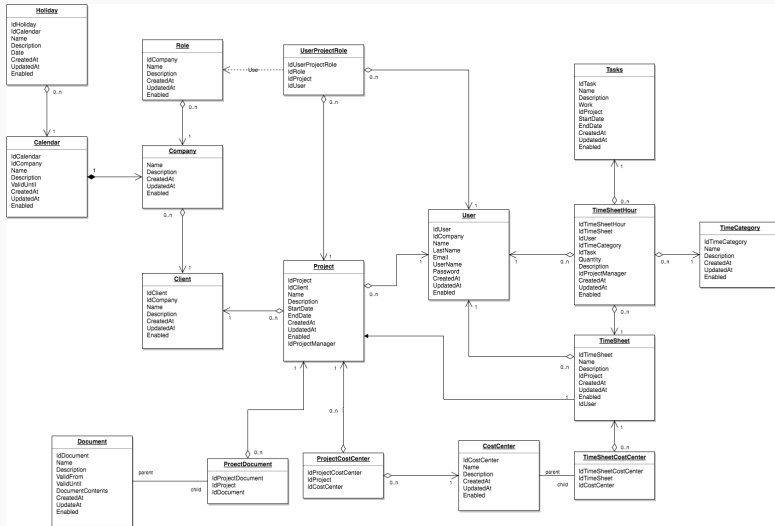 Holiday
IdHoliday
IdCalendar
Name
Description
Date
CreatedAt
UpdatedAt
Enabled
0..n
1
Role
IdCompany
Name
Description
CreatedAt
UpdatedAt
Enabled
0..n
1
Use
UserProjectRole
IdUserProjectRole
IdRole
IdProject
IdUser
0..n
0..n
1
1
Tasks
IdTask
Name
Description
Work
IdProject
StartDate
EndDate
CreatedAt
UpdatedAt
Enabled
1
0..n
Calendar
IdCalendar
IdCompany
Name
Description
ValidUntil
CreatedAt
UpdatedAt
Enabled
1
Company
Name
Description
CreatedAt
UpdatedAt
Enabled
0..n
1
User
IdUser
IdCompany
Name
LastName
Email
UserName
Password
CreatedAt
UpdatedAt
Enabled
1
1
1
0..n
TimeSheetHour
IdTimeSheetHour
IdTimeSheet
IdUser
IdTimeCategory
IdTask
Quantity
Description
IdProjectManager
CreatedAt
UpdatedAt
Enabled
0..n
1
0..n
1
TimeCategory
IdTimeCategory
Name
Description
CreatedAt
UpdatedAt
Enabled
Client
IdClient
IdCompany
Name
Description
CreatedAt
UpdatedAt
Enabled
1
0..n
Project
IdProject
IdClient
Name
Description
StartDate
EndDate
CreatedAt
UpdatedAt
Enabled
IdProjectManager
0..n
1
1
0..n
TimeSheet
IdTimeSheet
Name
Description
IdProject
CreatedAt
UpdatedAt
Enabled
IdUser
0..n
1
1
0..n
Document
IdDocument
Name
Description
ValidFrom
ValidUntil
DocumentContents
CreatedAt
UpdateAt
Enabled
parent
child
0..n
ProectDocument
IdProjectDocument
IdProject
IdDocument
ProjectCostCenter
IdProjectCostCenter
IdProject
IdCostCenter
0..n
1
CostCenter
IdCostCenter
Name
Description
CreatedAt
UpdatedAt
Enabled
parent
child
TimeSheetCostCenter
IdTimeSheetCostCenter
IdTimeSheet
IdCostCenter